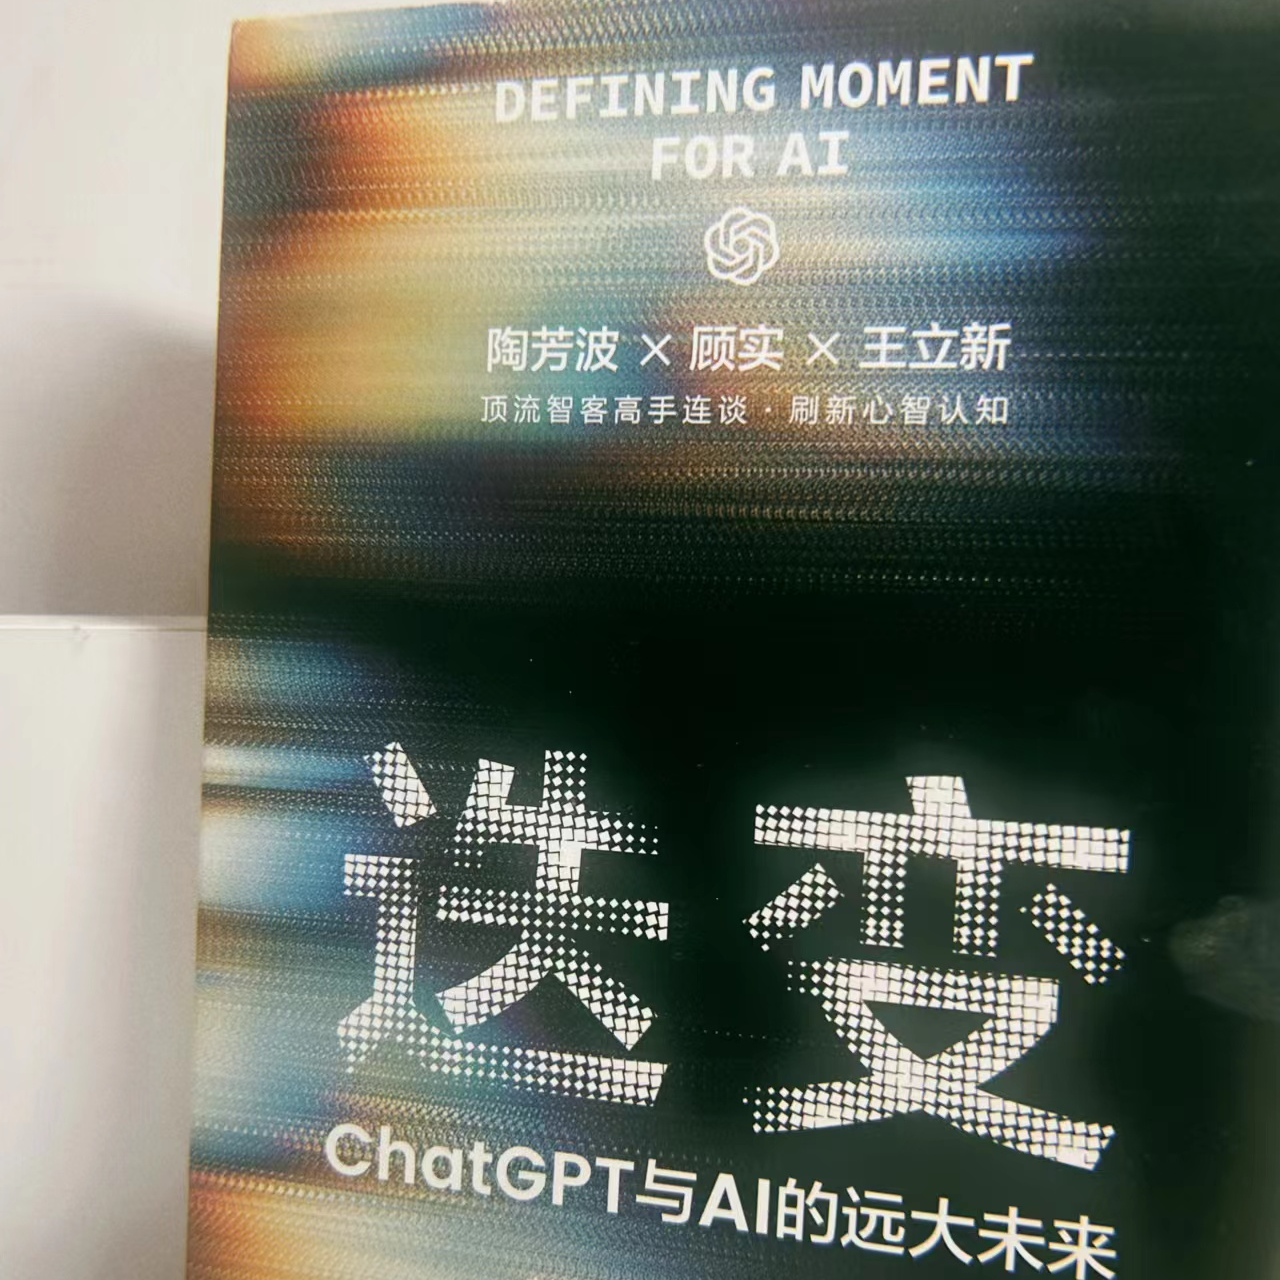 DEFINING MOMENT
FOR AI
陶芳波 × 顾实 × 王立新
顶流智客高手连谈 · 刷新心智认知
迭变
ChatGPT与AI的远大未来